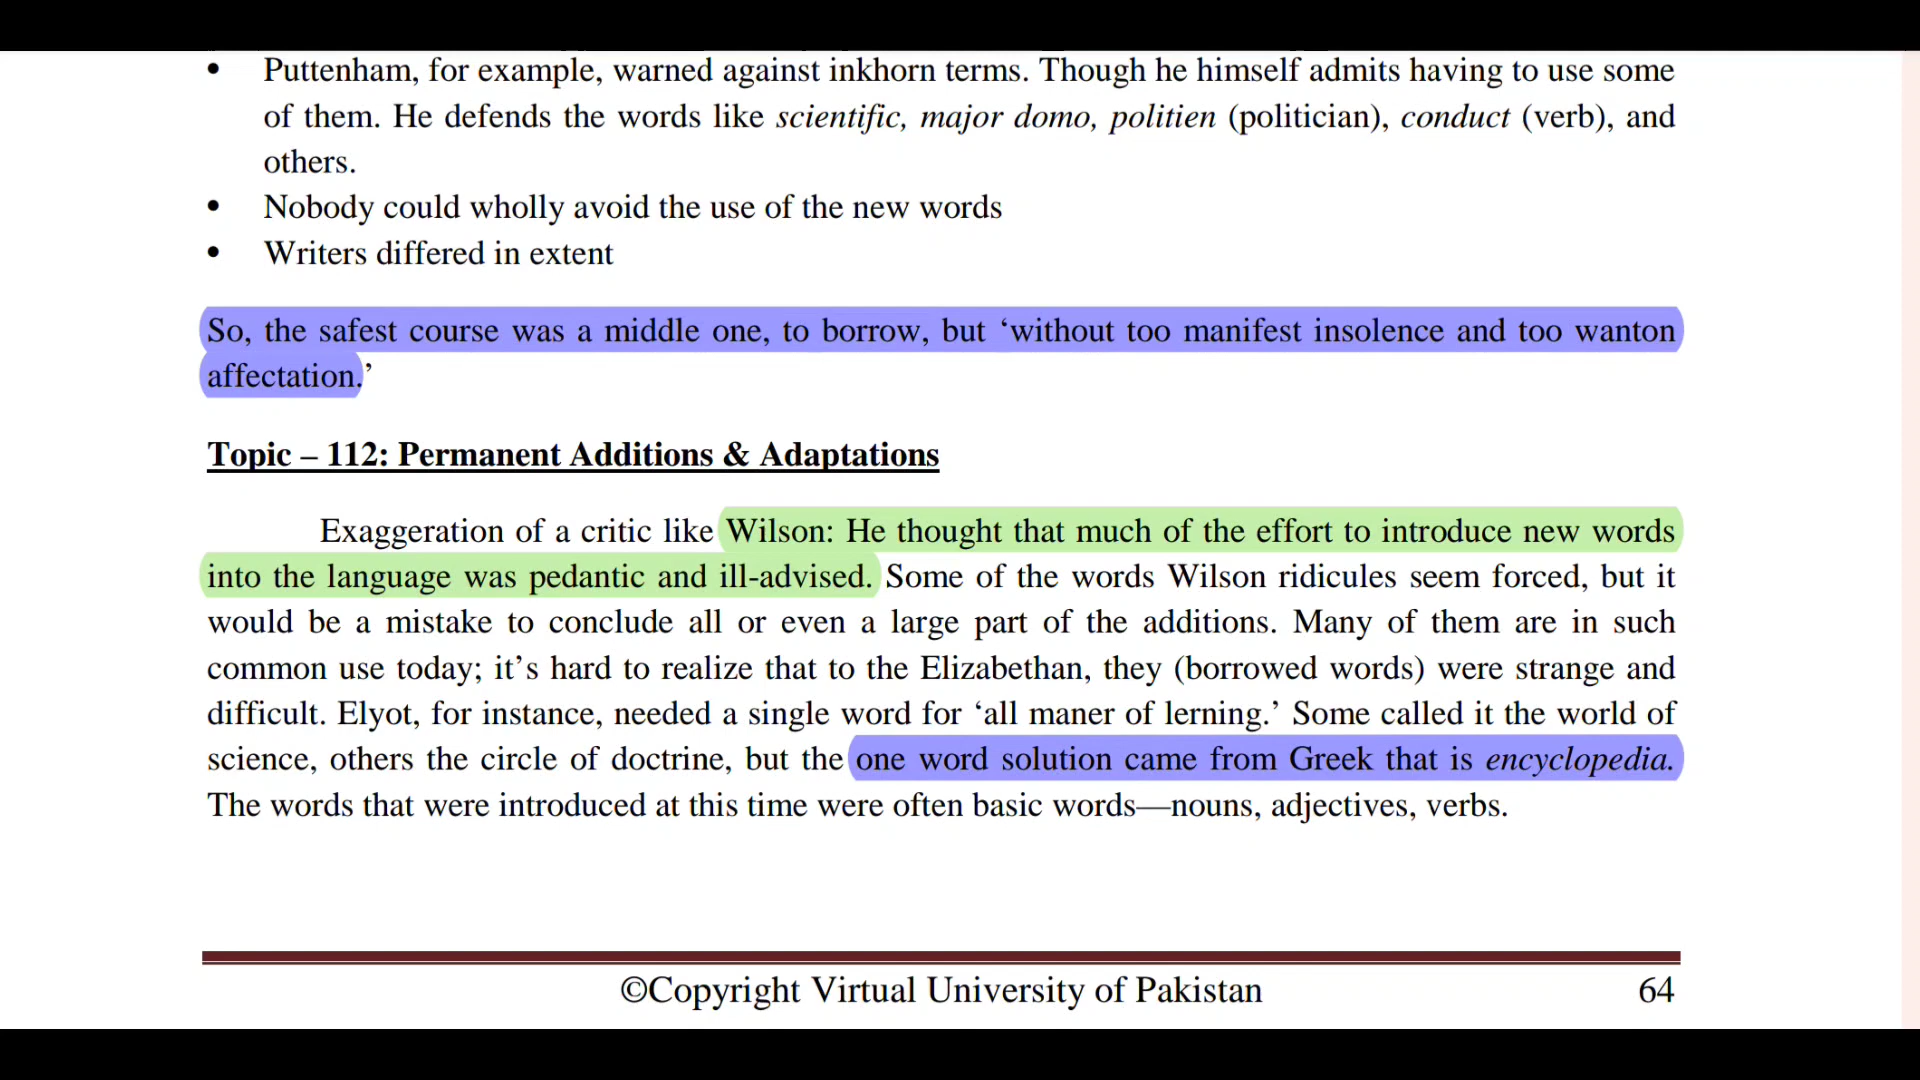 • Puttenham, for example, warned against inkhorn terms. Though he himself admits having to use some
of them. He defends the words like scientific, major domo, politien (politician), conduct (verb), and
others.
• Nobody could wholly avoid the use of the new words
• Writers differed in extent
So, the safest course was a middle one, to borrow, but ‘without too manifest insolence and too wanton
affectation.’
Topic – 112: Permanent Additions & Adaptations
Exaggeration of a critic like Wilson: He thought that much of the effort to introduce new words
into the language was pedantic and ill-advised. Some of the words Wilson ridicules seem forced, but it
would be a mistake to conclude all or even a large part of the additions. Many of them are in such
common use today; it’s hard to realize that to the Elizabethan, they (borrowed words) were strange and
difficult. Elyot, for instance, needed a single word for ‘all maner of lerning.’ Some called it the world of
science, others the circle of doctrine, but the one word solution came from Greek that is encyclopedia.
The words that were introduced at this time were often basic words—nouns, adjectives, verbs.
©Copyright Virtual University of Pakistan 64